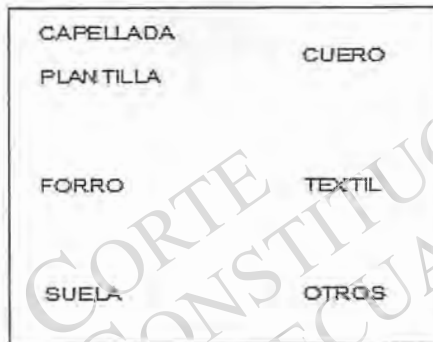 CAPELLADA
CUERO
PLANTILLA
FORRO
TEXTIL
SUELA
OTROS
CORTE